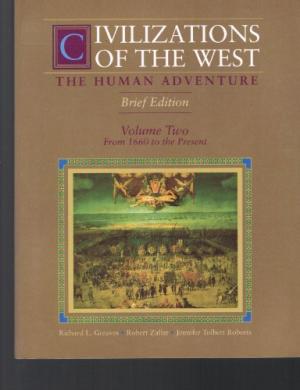 CIVILIZATIONS
OF THE WEST
THE HUMAN ADVENTURE
Brief Edition
Volume Two
From 1660 to the Present
Richard L. Greaves • Robert Zaller • Jennifer Tolbert Roberts